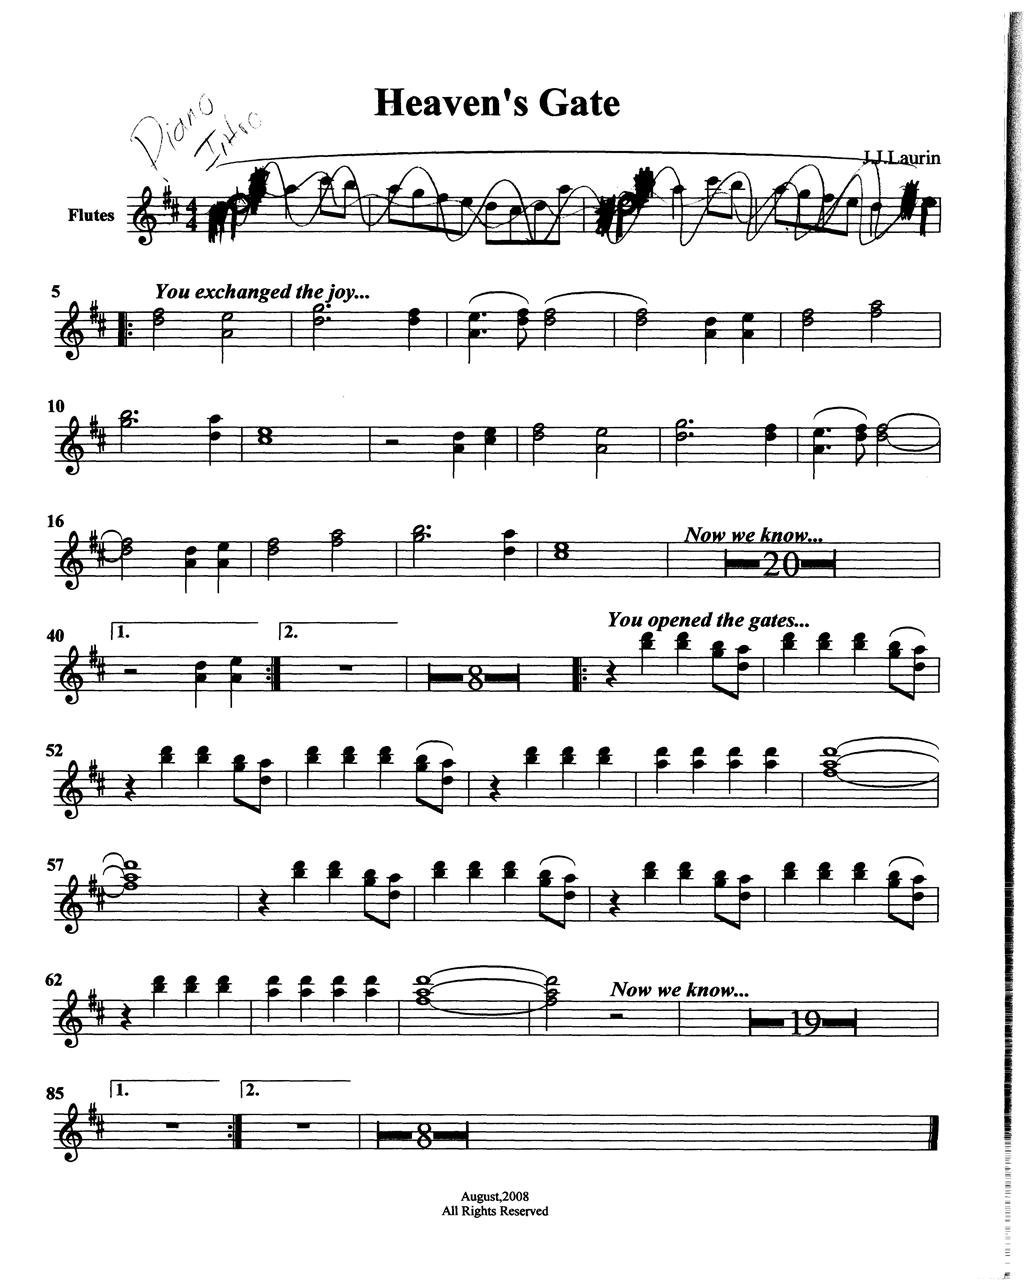 Heaven's Gate
Piano
Intro
J.J.Laurin
Flutes
4
4
5
You exchanged the joy...
10
16
Now we know...
20
40
1.
2.
You opened the gates...
8
52
57
62
Now we know...
19
85
1.
2.
8
August,2008
All Rights Reserved